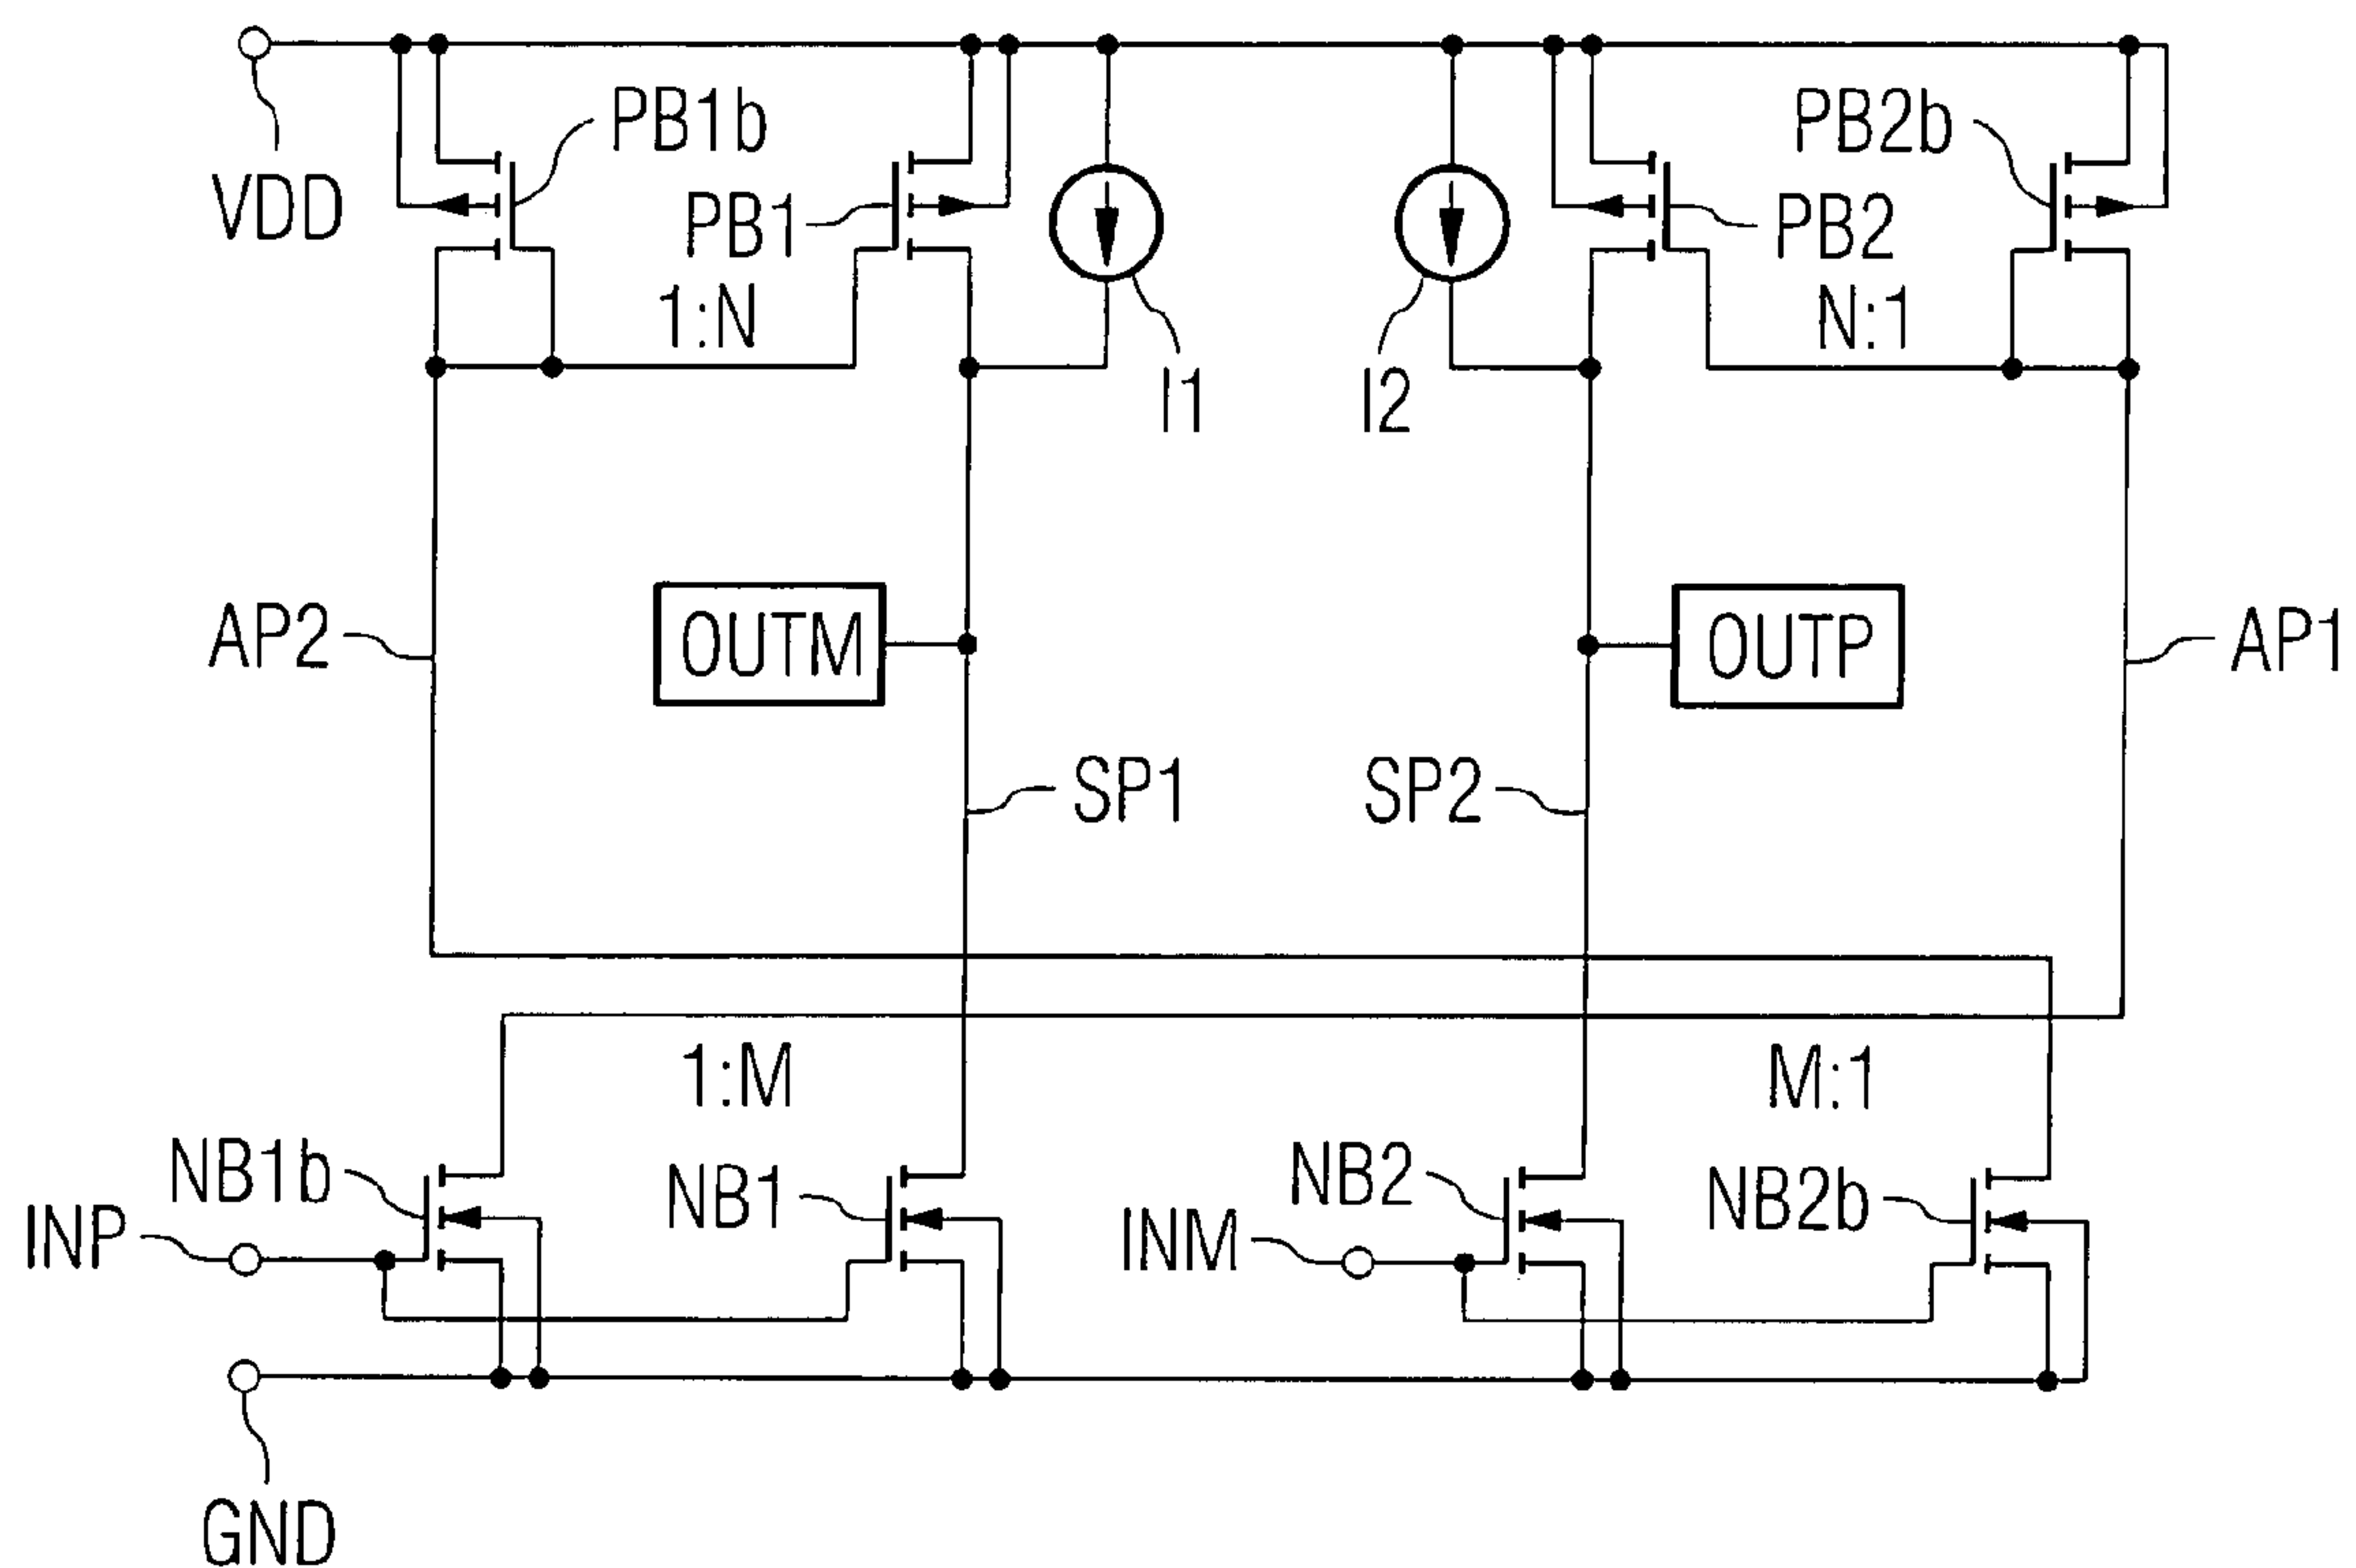 VDD
PB1b
PB1
1:N
I1
I2
PB2
N:1
PB2b
AP2
OUTM
OUTP
AP1
SP1
SP2
1:M
M:1
NB1b
INP
NB1
INM
NB2
NB2b
GND